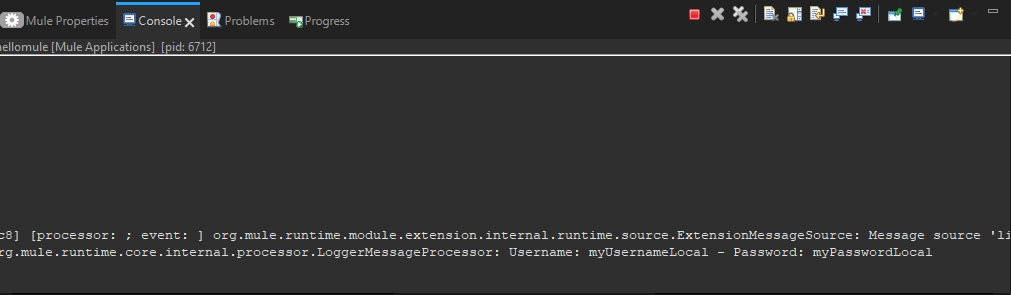 Mule Properties Console Problems Progress
hellomule [Mule Applications] [pid: 6712]
c8] [processor: ; event: ] org.mule.runtime.module.extension.internal.runtime.source.ExtensionMessageSource: Message source 'li
rg.mule.runtime.core.internal.processor.LoggerMessageProcessor: Username: myUsernameLocal - Password: myPasswordLocal